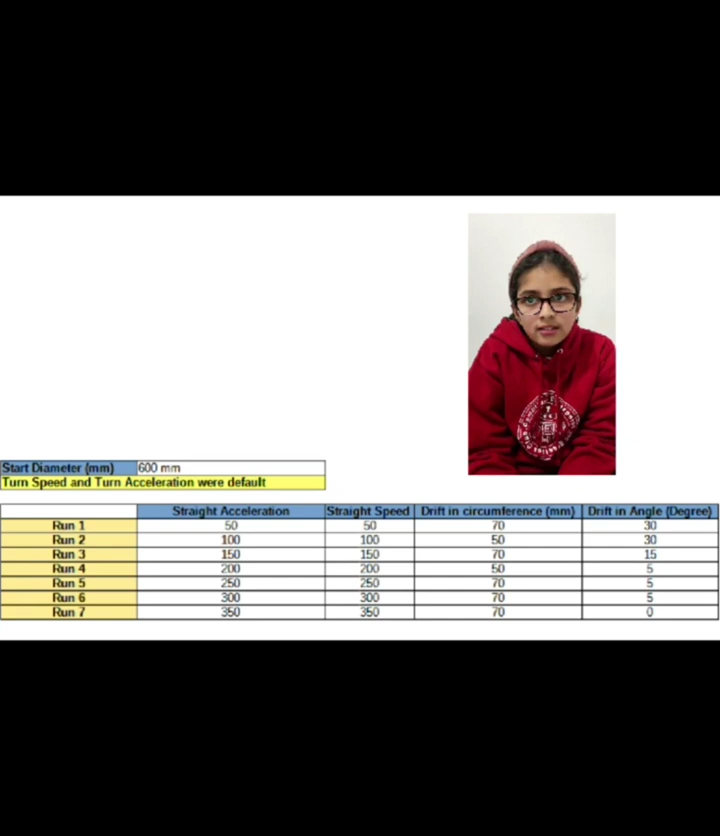 Start Diameter (mm) 600 mm
Turn Speed and Turn Acceleration were default
Straight Acceleration Straight Speed Drift in circumference (mm) Drift in Angle (Degree)
Run 1 50 50 70 30
Run 2 100 100 50 30
Run 3 150 150 70 15
Run 4 200 200 50 5
Run 5 250 250 70 5
Run 6 300 300 70 5
Run 7 350 350 70 0